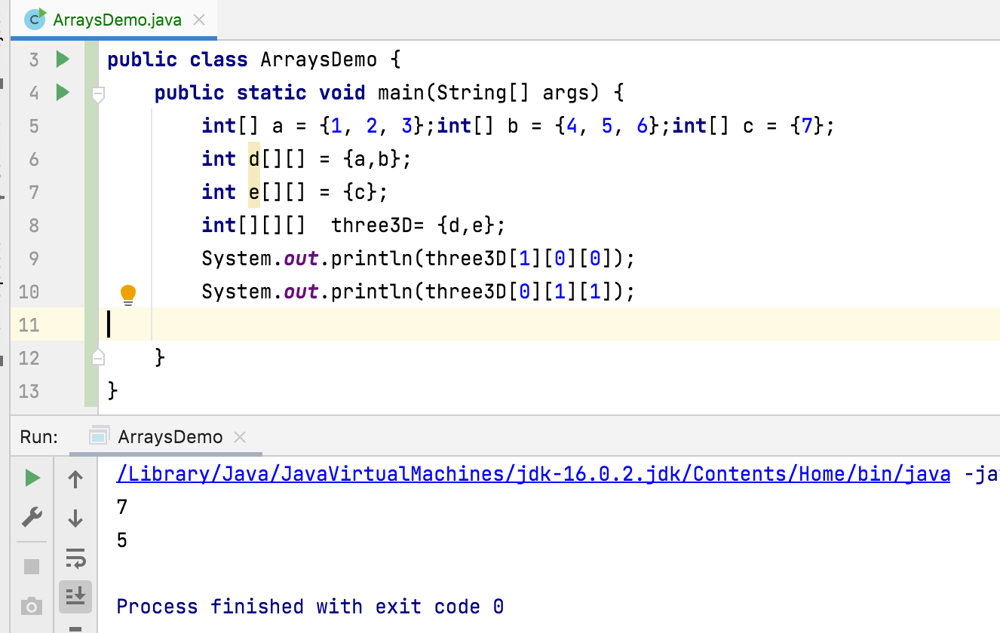 ArraysDemo.java
3 public class ArraysDemo {
4 public static void main(String[] args) {
5 int[] a = {1, 2, 3};int[] b = {4, 5, 6};int[] c = {7};
6 int d[][] = {a,b};
7 int e[][] = {c};
8 int[][][]  three3D= {d,e};
9 System.out.println(three3D[1][0][0]);
10 System.out.println(three3D[0][1][1]);
11
12 }
13 }
Run: ArraysDemo
/Library/Java/JavaVirtualMachines/jdk-16.0.2.jdk/Contents/Home/bin/java -ja
7
5
Process finished with exit code 0